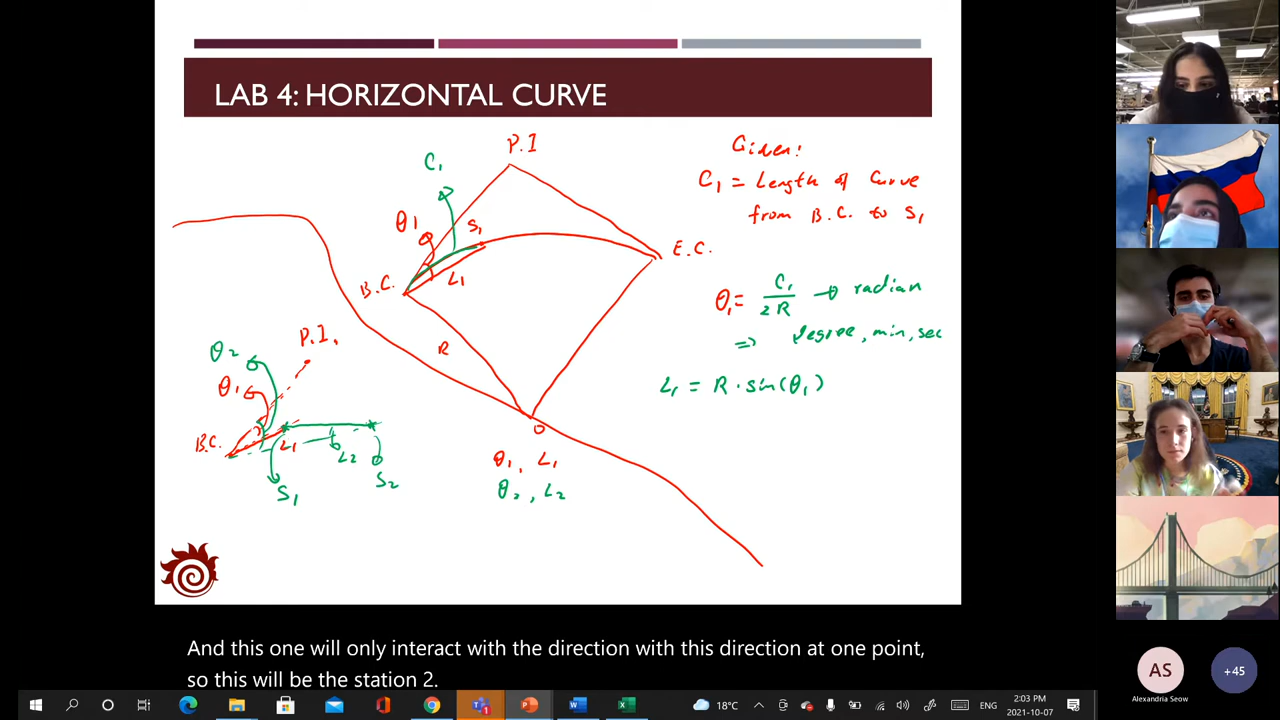 LAB 4: HORIZONTAL CURVE
P.I
C₁
θ₁
S₁
L₁
B.C.
E.C.
R
O
Given:
C₁ = Length of Curve
from B.C. to S₁
θ₁ = C₁ / 2R → radian
⇒ degree, min, sec
L₁ = R · sin(θ₁)
P.I.
θ₂
θ₁
B.C.
L₁
L₂
S₁
S₂
θ₁, L₁
θ₂, L₂
And this one will only interact with the direction with this direction at one point,
so this will be the station 2.
AS
Alexandria Seow
+45
18°C
ENG
2:03 PM
2021-10-07